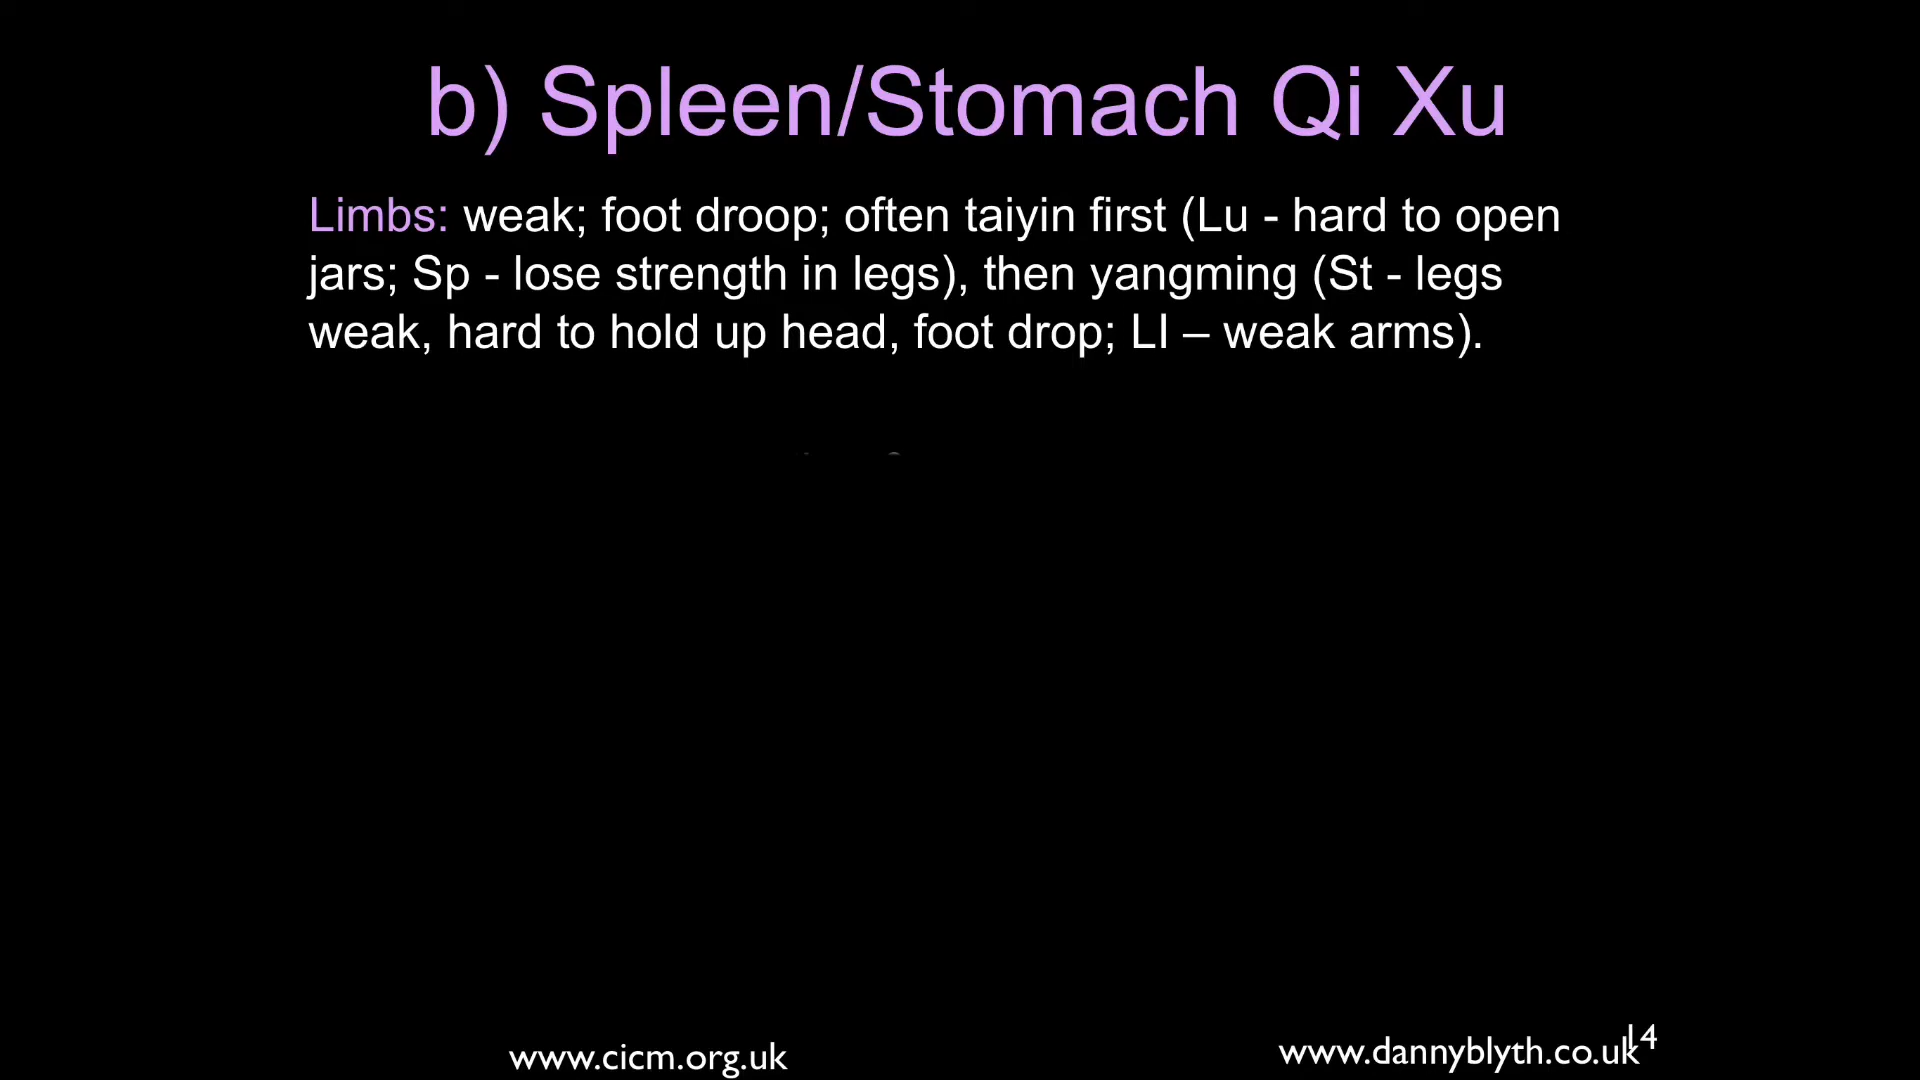 b) Spleen/Stomach Qi Xu
Limbs: weak; foot droop; often taiyin first (Lu - hard to open
jars; Sp - lose strength in legs), then yangming (St - legs
weak, hard to hold up head, foot drop; LI – weak arms).
www.cicm.org.uk
www.dannyblyth.co.uk
14